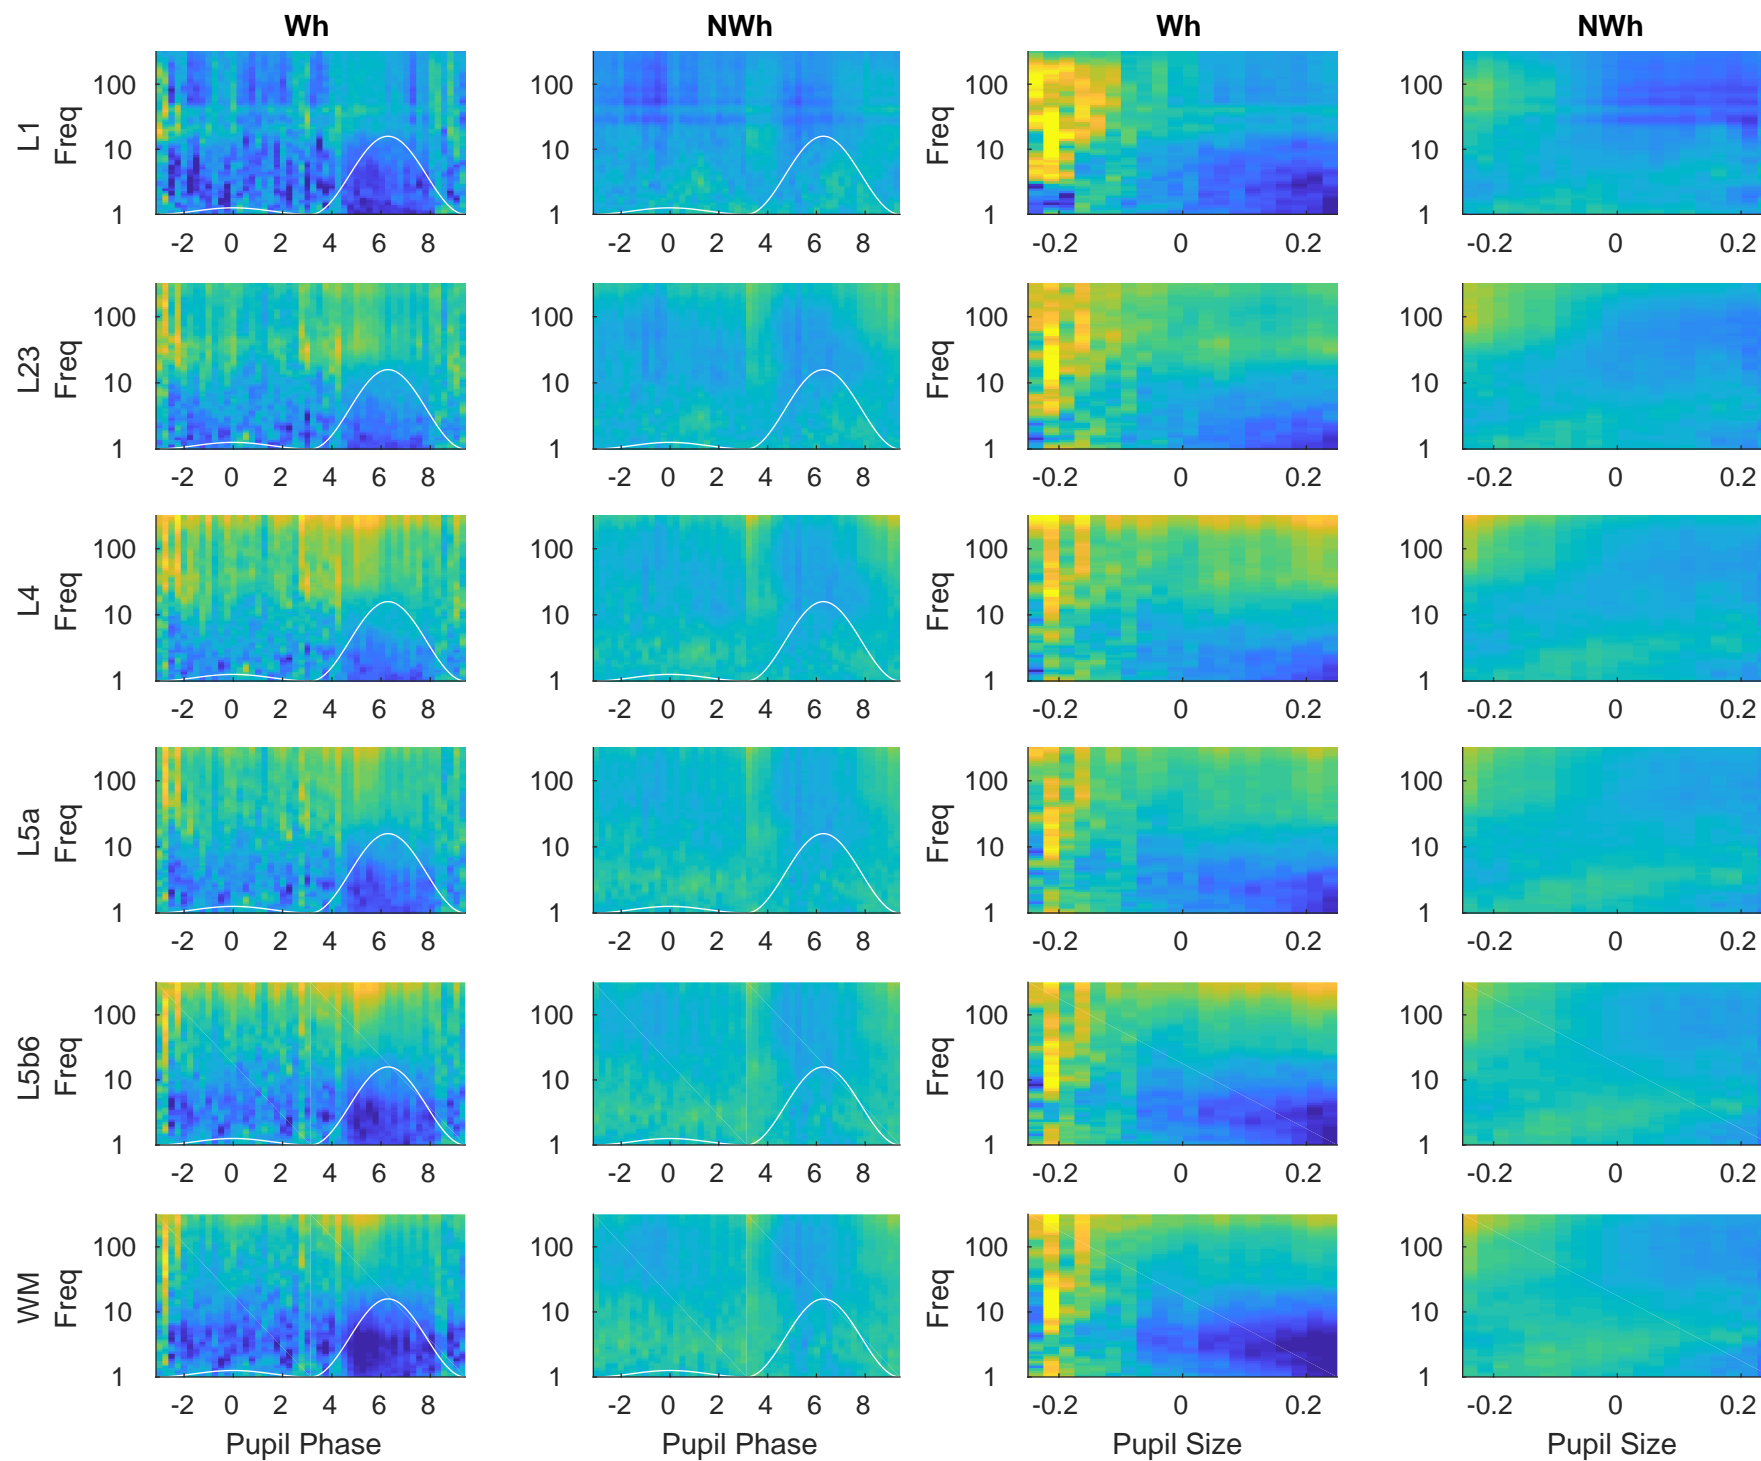 Wh NWh Wh NWh
L1 Freq 100 10 1 100 10 1 Freq 100 10 1 100 10 1
-2 0 2 4 6 8 -2 0 2 4 6 8 -0.2 0 0.2 -0.2 0 0.2
L23 Freq 100 10 1 100 10 1 Freq 100 10 1 100 10 1
-2 0 2 4 6 8 -2 0 2 4 6 8 -0.2 0 0.2 -0.2 0 0.2
L4 Freq 100 10 1 100 10 1 Freq 100 10 1 100 10 1
-2 0 2 4 6 8 -2 0 2 4 6 8 -0.2 0 0.2 -0.2 0 0.2
L5a Freq 100 10 1 100 10 1 Freq 100 10 1 100 10 1
-2 0 2 4 6 8 -2 0 2 4 6 8 -0.2 0 0.2 -0.2 0 0.2
L5b6 Freq 100 10 1 100 10 1 Freq 100 10 1 100 10 1
-2 0 2 4 6 8 -2 0 2 4 6 8 -0.2 0 0.2 -0.2 0 0.2
WM Freq 100 10 1 100 10 1 Freq 100 10 1 100 10 1
-2 0 2 4 6 8 -2 0 2 4 6 8 -0.2 0 0.2 -0.2 0 0.2
Pupil Phase Pupil Phase Pupil Size Pupil Size